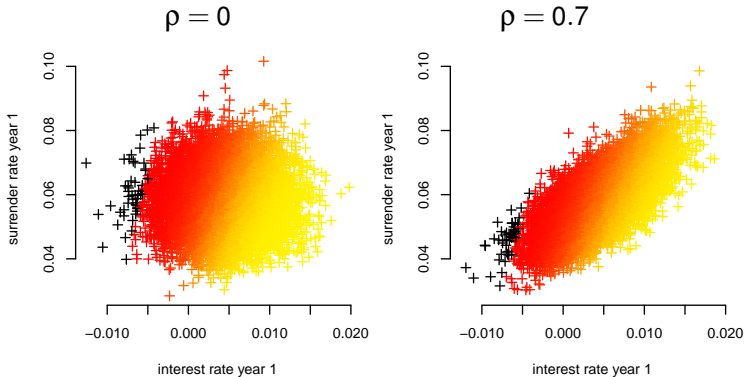 ρ = 0
ρ = 0.7
surrender rate year 1
0.10
0.08
0.06
0.04
−0.010
0.000
0.010
0.020
interest rate year 1
surrender rate year 1
0.10
0.08
0.06
0.04
−0.010
0.000
0.010
0.020
interest rate year 1